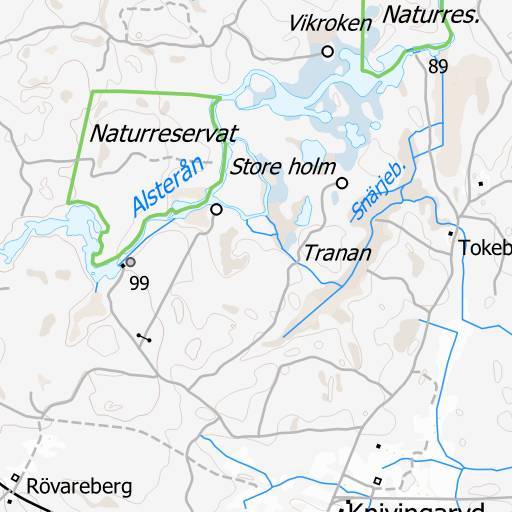 Naturres.
Vikroken
89
Naturreservat
Alsterån
Store holm
Snärjeb.
Tranan
Tokeb
99
Rövareberg
Knivingaryd